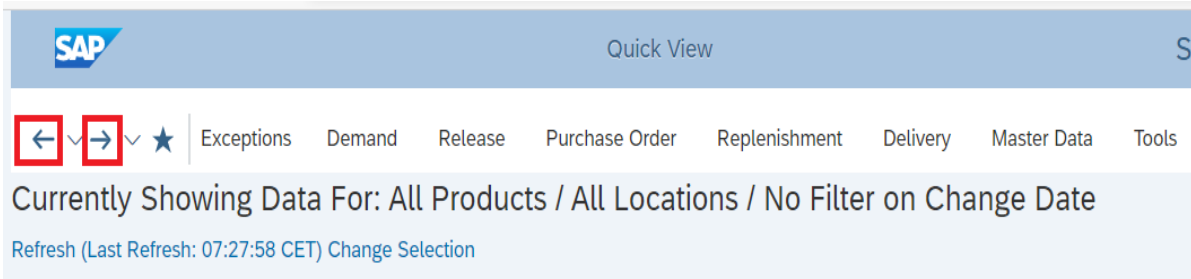 SAP
Quick View
S
Exceptions Demand Release Purchase Order Replenishment Delivery Master Data Tools
Currently Showing Data For: All Products / All Locations / No Filter on Change Date
Refresh (Last Refresh: 07:27:58 CET) Change Selection